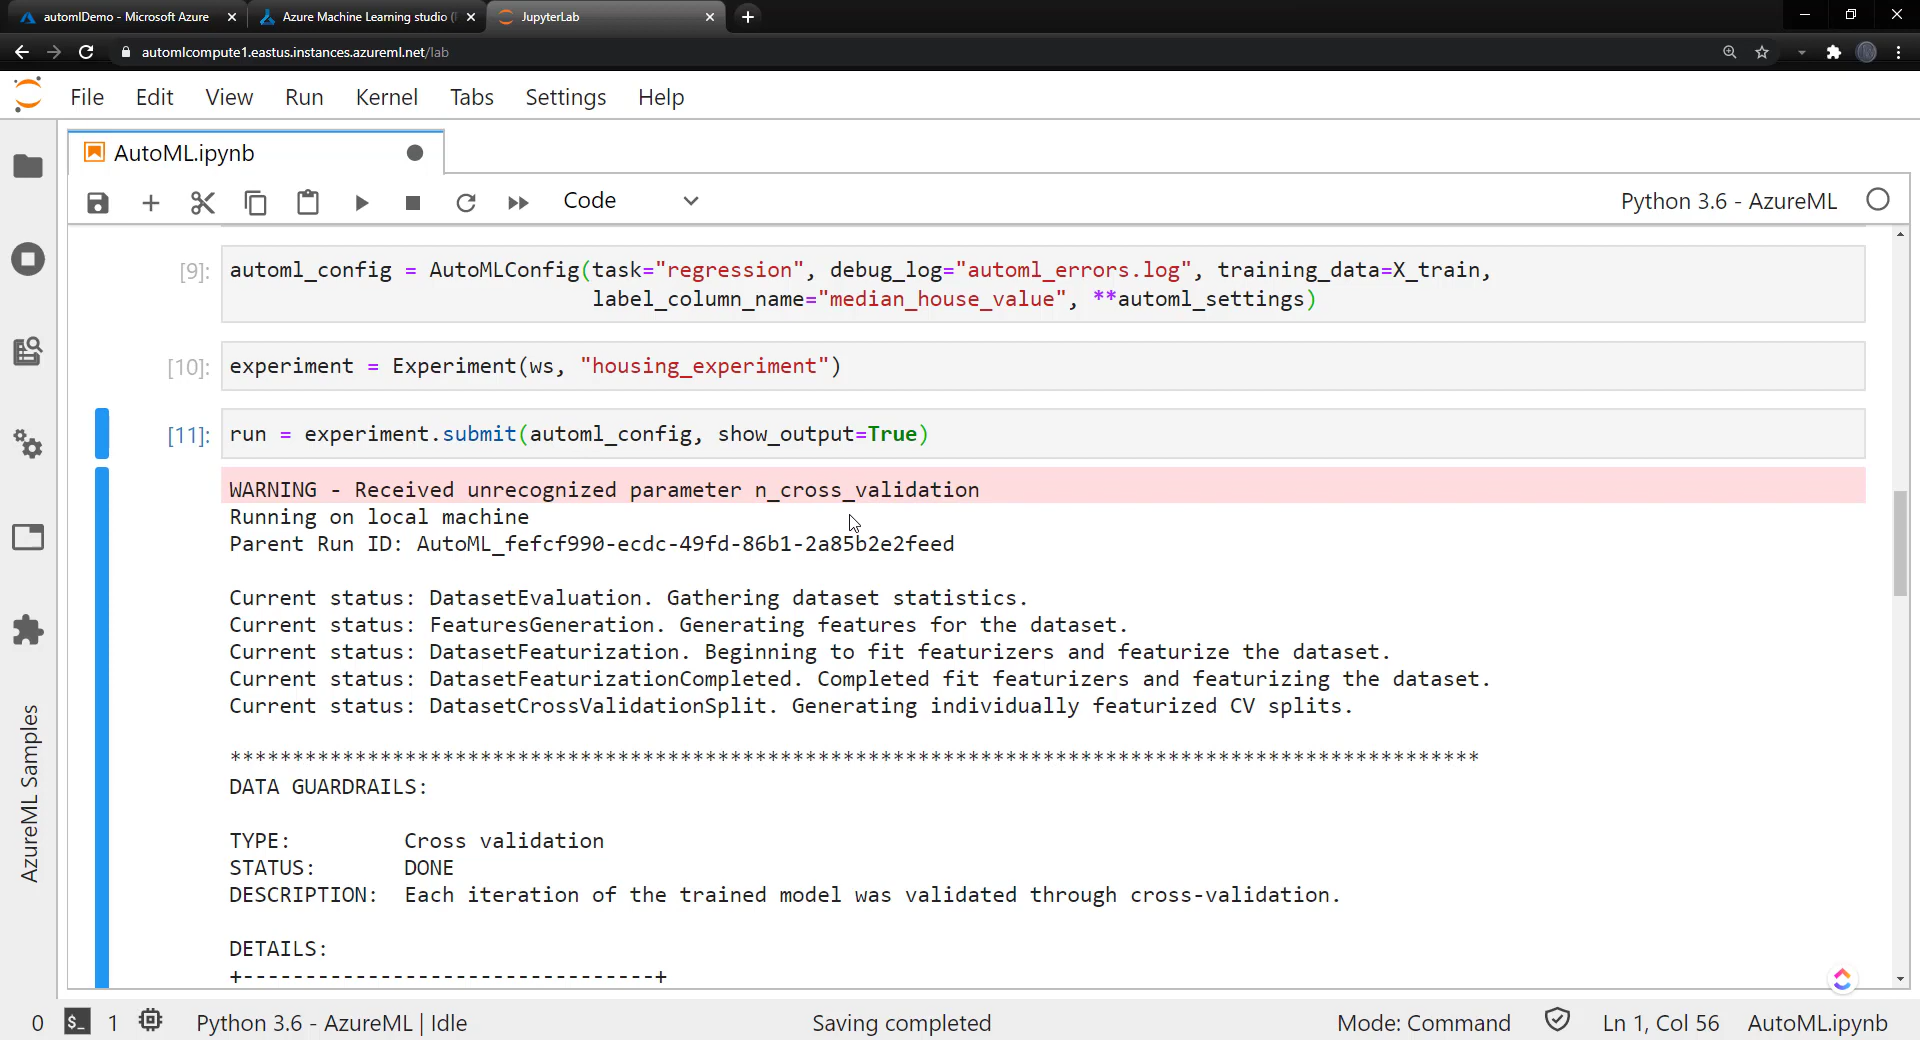 automlDemo - Microsoft Azure
Azure Machine Learning studio (
JupyterLab
automlcompute1.eastus.instances.azureml.net/lab
File Edit View Run Kernel Tabs Settings Help
AutoML.ipynb
Code
Python 3.6 - AzureML
[9]: automl_config = AutoMLConfig(task="regression", debug_log="automl_errors.log", training_data=X_train,
label_column_name="median_house_value", **automl_settings)
[10]: experiment = Experiment(ws, "housing_experiment")
[11]: run = experiment.submit(automl_config, show_output=True)
WARNING - Received unrecognized parameter n_cross_validation
Running on local machine
Parent Run ID: AutoML_fefcf990-ecdc-49fd-86b1-2a85b2e2feed
Current status: DatasetEvaluation. Gathering dataset statistics.
Current status: FeaturesGeneration. Generating features for the dataset.
Current status: DatasetFeaturization. Beginning to fit featurizers and featurize the dataset.
Current status: DatasetFeaturizationCompleted. Completed fit featurizers and featurizing the dataset.
Current status: DatasetCrossValidationSplit. Generating individually featurized CV splits.
****************************************************************************************************
DATA GUARDRAILS:
TYPE: Cross validation
STATUS: DONE
DESCRIPTION: Each iteration of the trained model was validated through cross-validation.
DETAILS:
+---------------------------------+
AzureML Samples
0 $_ 1 Python 3.6 - AzureML | Idle Saving completed Mode: Command Ln 1, Col 56 AutoML.ipynb